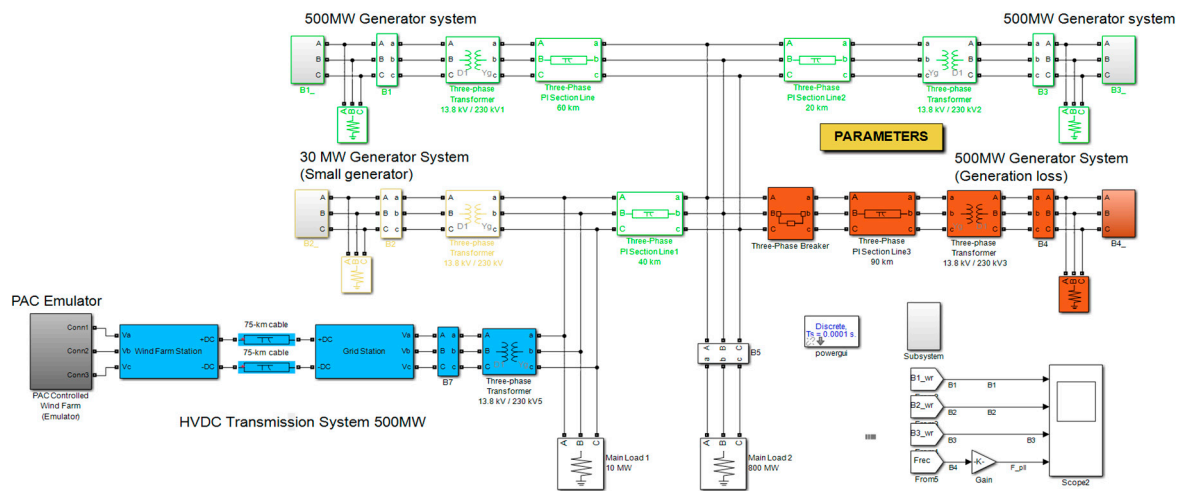 500MW Generator system
500MW Generator system
A
B
C
B1_
A a
B b
C c
B1
A a
B b
C c
D1 Yg
Three-phase
Transformer
13.8 kV / 230 kV1
A a
B b
C c
Three-Phase
PI Section Line
60 km
A a
B b
C c
Three-Phase
PI Section Line2
20 km
a A
b B
c C
Yg D1
Three-phase
Transformer
13.8 kV / 230 kV2
a A
b B
c C
B3
A
B
C
B3_
A B C
A B C
PARAMETERS
30 MW Generator System
(Small generator)
500MW Generator System
(Generation loss)
A
B
C
B2_
A a
B b
C c
B2
A a
B b
C c
D1 Yg
Three-phase
Transformer
13.8 kV / 230 kV
A a
B b
C c
Three-Phase
PI Section Line1
40 km
A a
B b
C c
Three-Phase Breaker
A a
B b
C c
Three-Phase
PI Section Line3
90 km
a A
b B
c C
Three-phase
Transformer
13.8 kV / 230 kV3
a A
b B
c C
B4
A
B
C
B4_
A B C
A B C
PAC Emulator
Conn1
Conn2
Conn3
PAC Controlled
Wind Farm
(Emulator)
Va
Vb
Vc
Wind Farm Station
+DC
-DC
75-km cable
75-km cable
+DC
-DC
Grid Station
Va
Vb
Vc
A a
B b
C c
B7
A a
B b
C c
Three-phase
Transformer
13.8 kV / 230 kV5
HVDC Transmission System 500MW
A B C
Main Load 1
10 MW
A B C
a b c
B5
A B C
Main Load 2
800 MW
Discrete,
Ts = 0.0001 s.
powergui
Subsystem
B1_wr
B1
B1
B2_wr
B2
B2
B3_wr
B3
B3
Frec
From5
B4
-K-
Gain
F_pll
Scope2